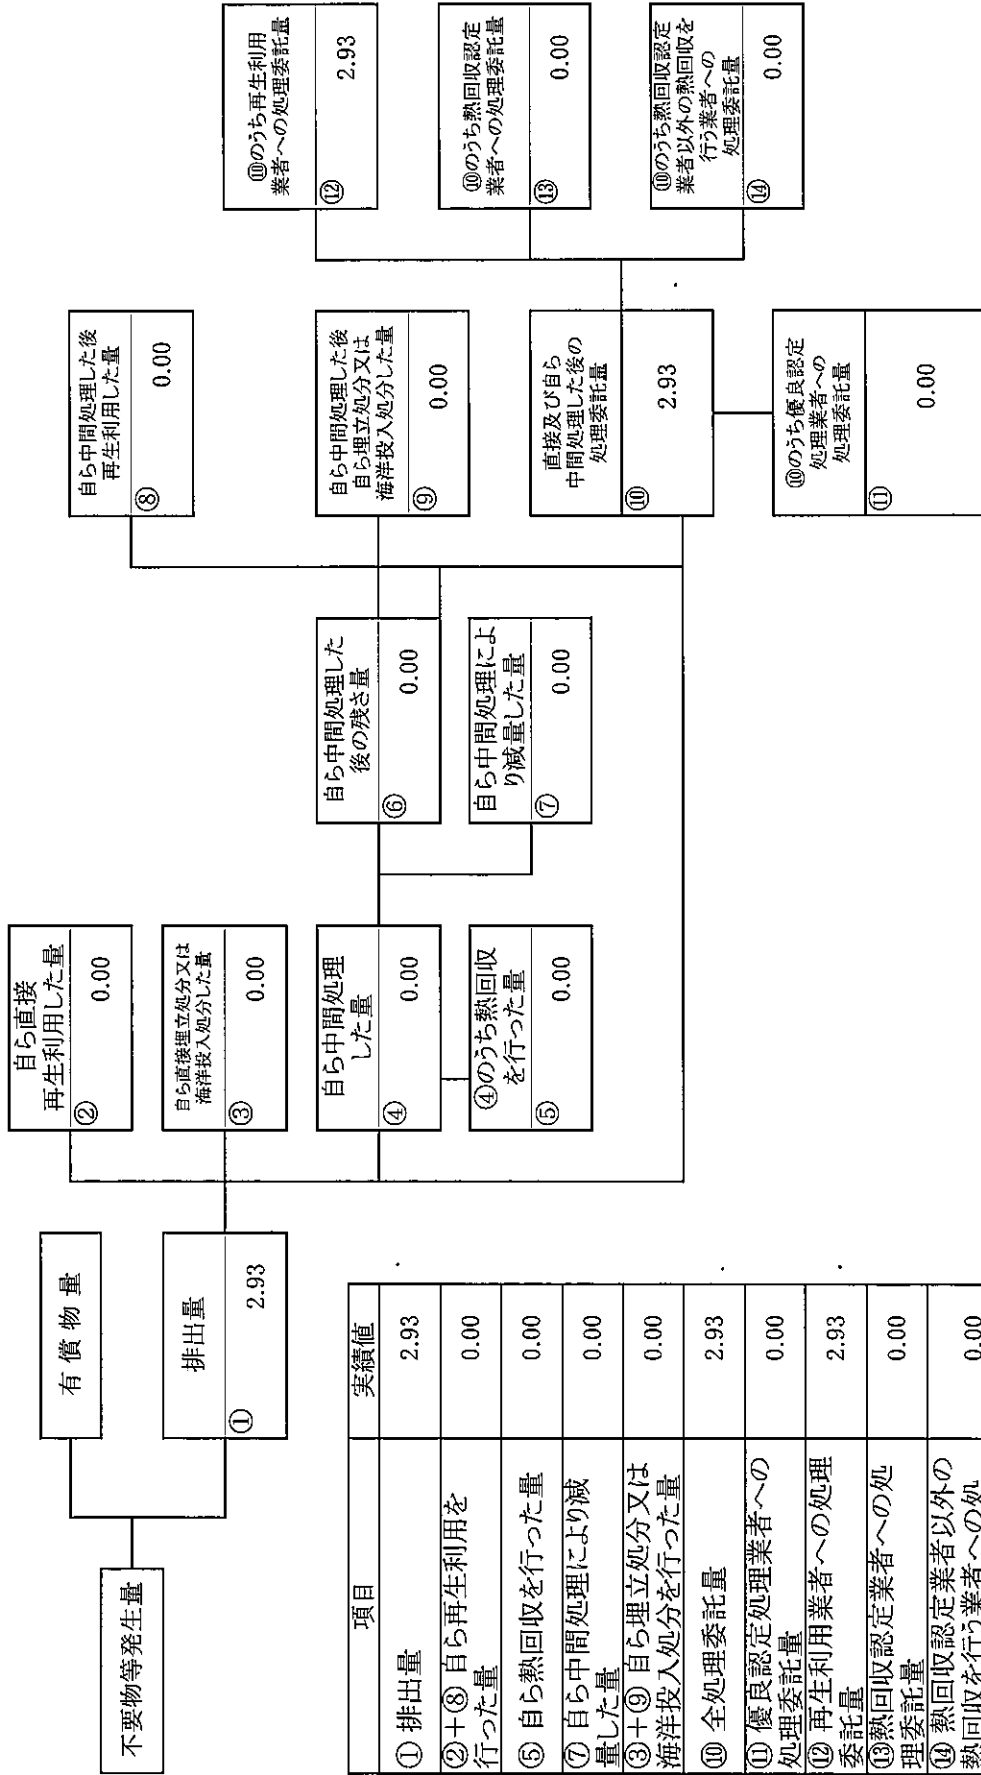 不要物等発生量
有償物量
排出量
①
2.93
自ら直接
再生利用した量
②
0.00
自ら直接埋立処分又は
海洋投入処分した量
③
0.00
自ら中間処理
した量
④
0.00
④のうち熱回収
を行った量
⑤
0.00
自ら中間処理した
後の残さ量
⑥
0.00
自ら中間処理によ
り減量した量
⑦
0.00
自ら中間処理した後
再生利用した量
⑧
0.00
自ら中間処理した後
自ら埋立処分又は
海洋投入処分した量
⑨
0.00
直接及び自ら
中間処理した後の
処理委託量
⑩
2.93
⑩のうち優良認定
処理業者への
処理委託量
⑪
0.00
⑩のうち再生利用
業者への処理委託量
⑫
2.93
⑩のうち熱回収認定
業者への処理委託量
⑬
0.00
⑩のうち熱回収認定
業者以外の熱回収を
行う業者への
処理委託量
⑭
0.00
項目 実績値
①排出量 2.93
②+⑧ 自ら再生利用を
行った量 0.00
⑤ 自ら熱回収を行った量 0.00
⑦ 自ら中間処理により減
量した量 0.00
③+⑨ 自ら埋立処分又は
海洋投入処分を行った量 0.00
⑩ 全処理委託量 2.93
⑪ 優良認定処理業者への
処理委託量 0.00
⑫ 再生利用業者への処理
委託量 2.93
⑬熱回収認定業者への処
理委託量 0.00
⑭ 熱回収認定業者以外の
熱回収を行う業者への処 0.00